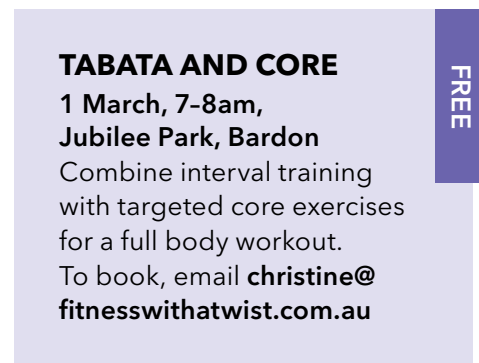 TABATA AND CORE
1 March, 7–8am,
Jubilee Park, Bardon
Combine interval training
with targeted core exercises
for a full body workout.
To book, email christine@
fitnesswithatwist.com.au
FREE